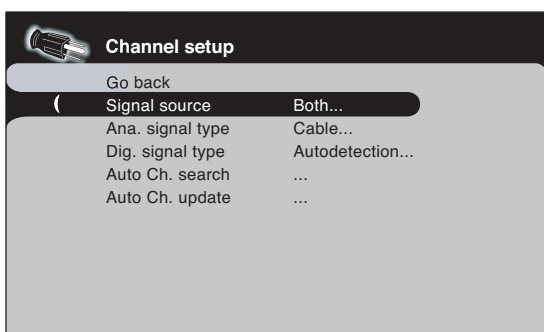 Channel setup
Go back
Signal source Both...
Ana. signal type Cable...
Dig. signal type Autodetection...
Auto Ch. search ...
Auto Ch. update ...